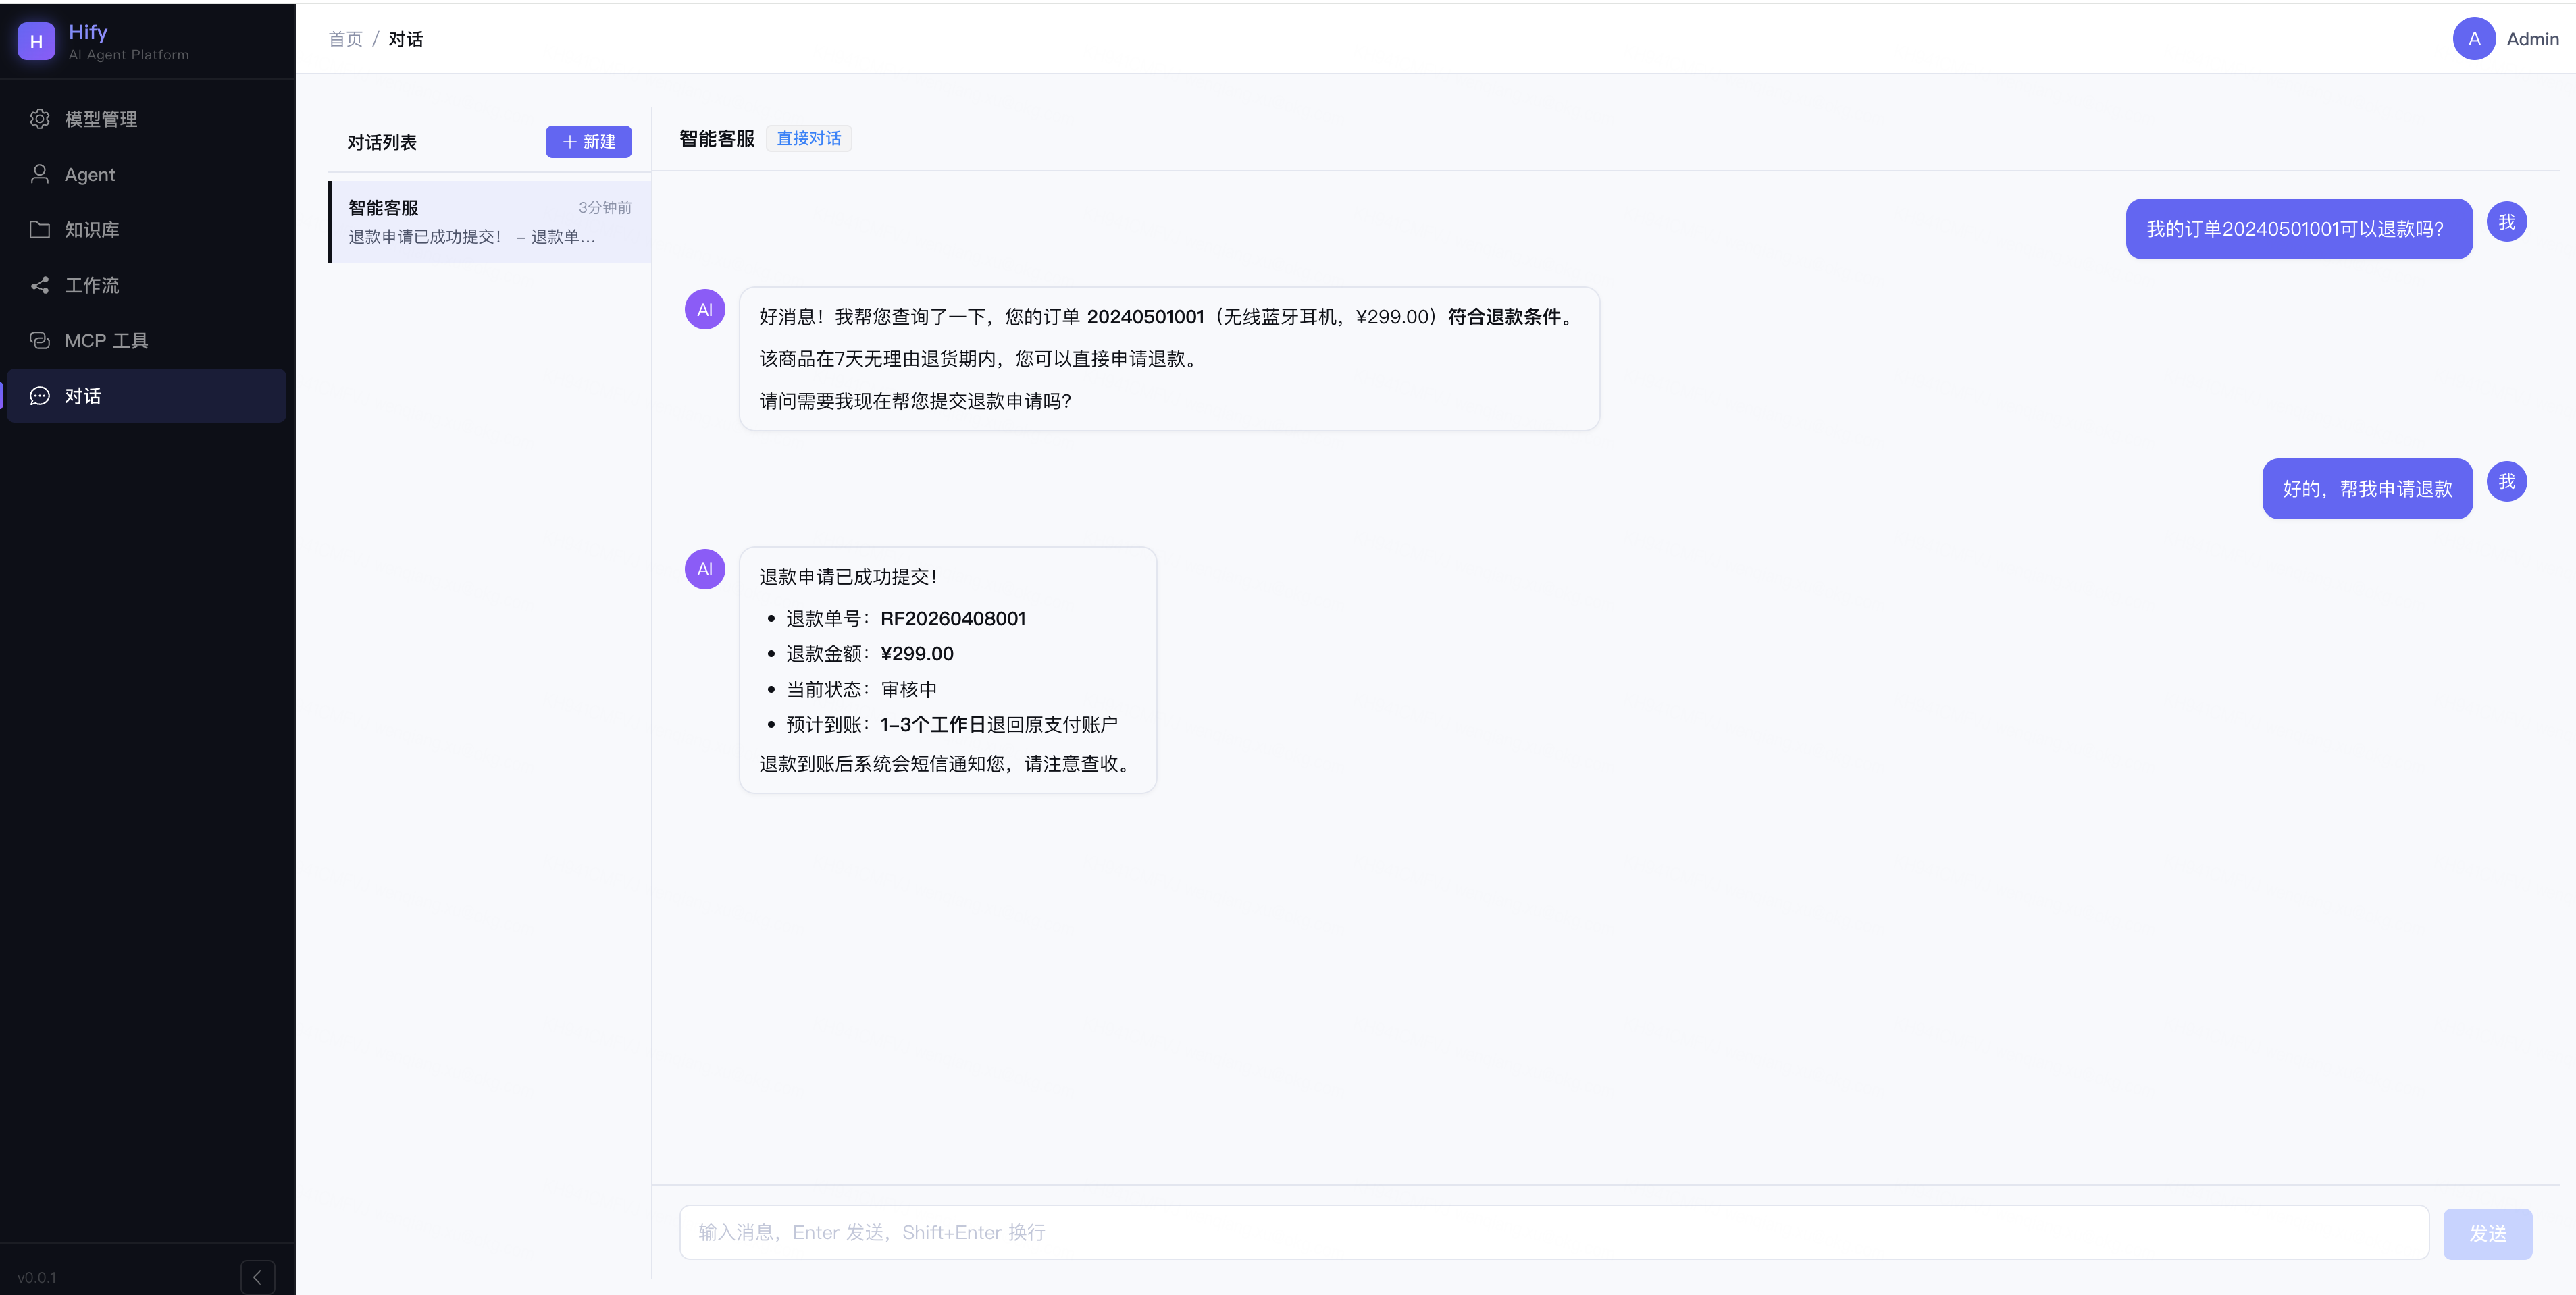 H
Hify
AI Agent Platform
模型管理
Agent
知识库
工作流
MCP 工具
对话
v0.0.1
首页 / 对话
A Admin
对话列表
+ 新建
智能客服 3分钟前
退款申请已成功提交！ – 退款单...
智能客服 直接对话
我的订单20240501001可以退款吗？
我
AI
好消息！我帮您查询了一下，您的订单 20240501001（无线蓝牙耳机，¥299.00）符合退款条件。
该商品在7天无理由退货期内，您可以直接申请退款。
请问需要我现在帮您提交退款申请吗？
好的，帮我申请退款
我
AI
退款申请已成功提交！
• 退款单号：RF20260408001
• 退款金额：¥299.00
• 当前状态：审核中
• 预计到账：1–3个工作日退回原支付账户
退款到账后系统会短信通知您，请注意查收。
输入消息，Enter 发送，Shift+Enter 换行
发送